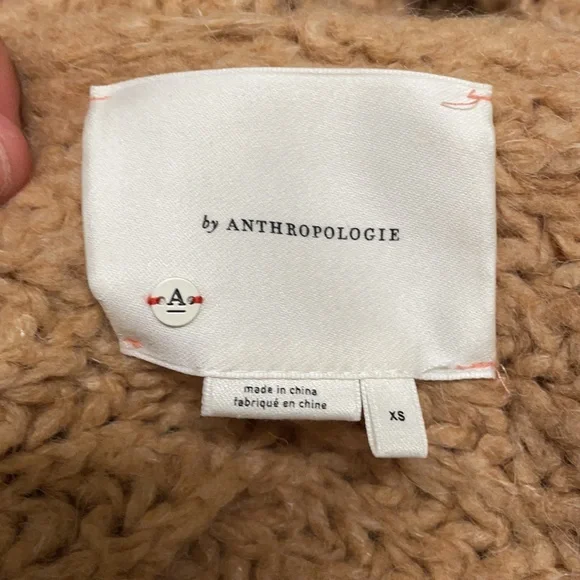 by ANTHROPOLOGIE
A
made in china
fabriqué en chine
XS